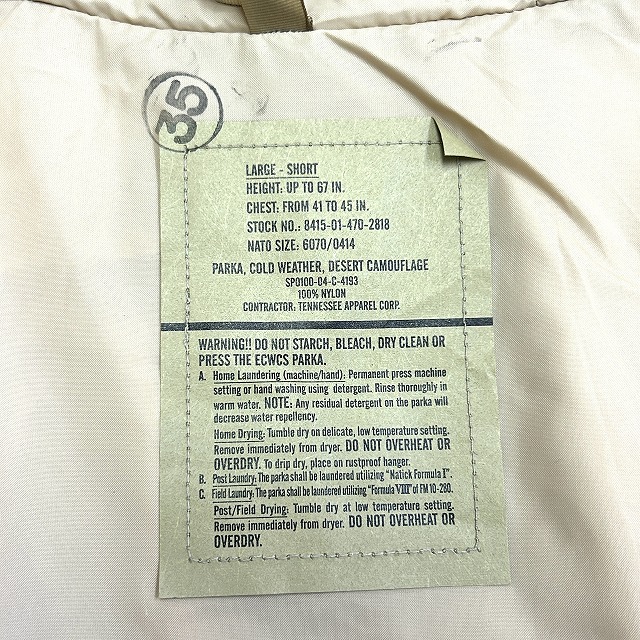 35
LARGE - SHORT
HEIGHT: UP TO 67 IN.
CHEST: FROM 41 TO 45 IN.
STOCK NO.: 8415-01-470-2818
NATO SIZE: 6070/0414
PARKA, COLD WEATHER, DESERT CAMOUFLAGE
SPO100-04-C-4193
100% NYLON
CONTRACTOR. TENNESSEE APPAREL CORP.
WARNING!! DO NOT STARCH, BLEACH, DRY CLEAN OR
PRESS THE ECWCS PARKA.
A. Home Laundering (machine/hand): Permanent press machine
setting or hand washing using detergent. Rinse thoroughly in
warm water. NOTE: Any residual detergent on the parka will
decrease water repellency.
Home Drying: Tumble dry on delicate, low temperature setting.
Remove immediately from dryer. DO NOT OVERHEAT OR
OVERDRY. To drip dry, place on rustproof hanger.
B. Post Laundry: The parka shall be laundered utilizing "Natick Formula I".
C. Field Laundry: The parka shall be laundered utilizing "Formula VIII" of FM 10-280.
Post/Field Drying: Tumble dry at low temperature setting.
Remove immediately from dryer. DO NOT OVERHEAT OR
OVERDRY.